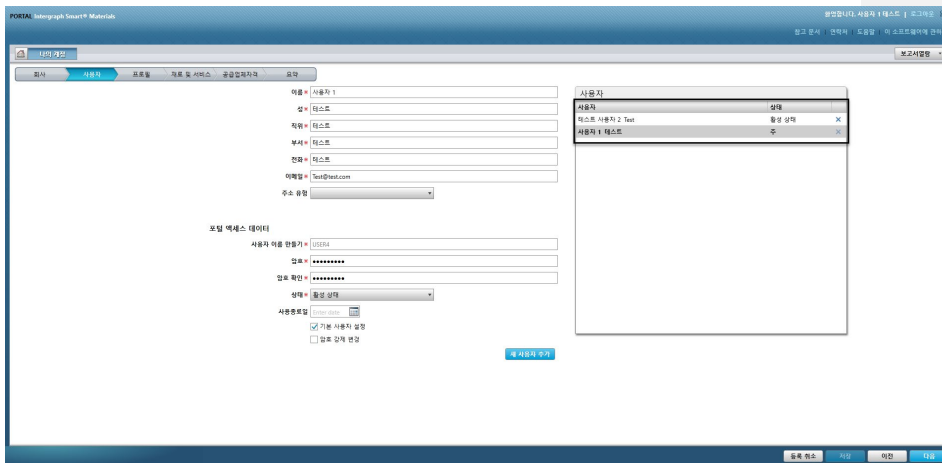 PORTAL Intergraph Smart® Materials
환영합니다. 사용자 1 테스트 | 로그아웃 |
참고 문서 | 연락처 | 도움말 | 이 소프트웨어에 관하
나의 계정
보고서열람
회사 사용자 프로필 재료 및 서비스 공급업체자격 요약
이름* 사용자 1
성* 테스트
직위* 테스트
부서* 테스트
전화* 테스트
이메일* Test@test.com
주소 유형
포털 액세스 데이터
사용자 이름 만들기* USER4
암호* •••••••••
암호 확인* •••••••••
상태* 활성 상태
사용종료일 Enter date
기본 사용자 설정
암호 강제 변경
새 사용자 추가
사용자
사용자 상태
테스트 사용자 2 Test 활성 상태 ×
사용자 1 테스트 주 ×
등록 취소 저장 이전 다음